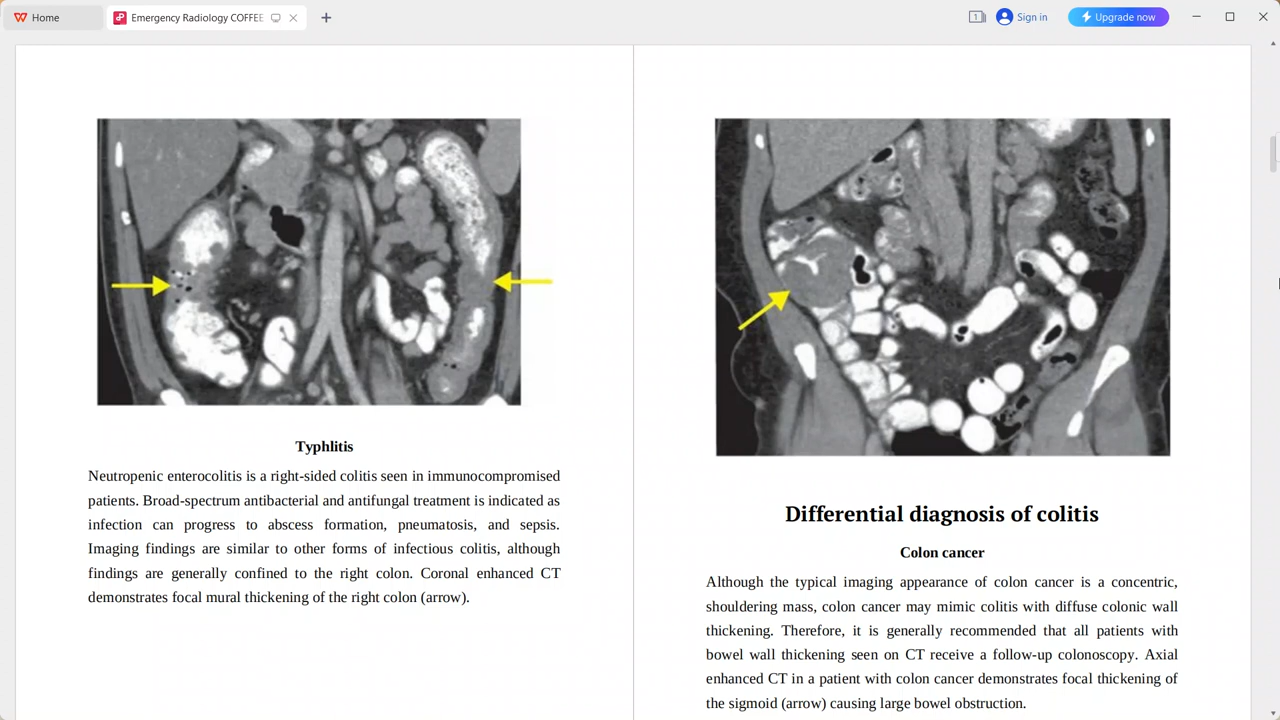 Home
Emergency Radiology COFFEE
1
Sign in
Upgrade now
Typhlitis
Neutropenic enterocolitis is a right-sided colitis seen in immunocompromised
patients. Broad-spectrum antibacterial and antifungal treatment is indicated as
infection can progress to abscess formation, pneumatosis, and sepsis.
Imaging findings are similar to other forms of infectious colitis, although
findings are generally confined to the right colon. Coronal enhanced CT
demonstrates focal mural thickening of the right colon (arrow).
Differential diagnosis of colitis
Colon cancer
Although the typical imaging appearance of colon cancer is a concentric,
shouldering mass, colon cancer may mimic colitis with diffuse colonic wall
thickening. Therefore, it is generally recommended that all patients with
bowel wall thickening seen on CT receive a follow-up colonoscopy. Axial
enhanced CT in a patient with colon cancer demonstrates focal thickening of
the sigmoid (arrow) causing large bowel obstruction.